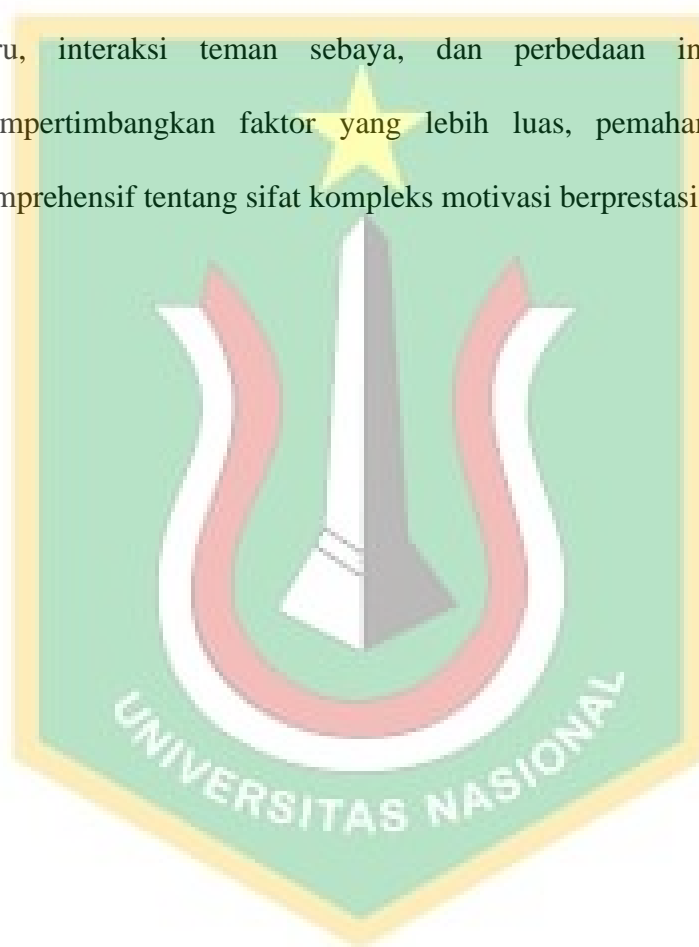 ru, interaksi teman sebaya, dan perbedaan in
mpertimbangkan faktor yang lebih luas, pemahar
mprehensif tentang sifat kompleks motivasi berprestasi
UNIVERSITAS NASIONAL